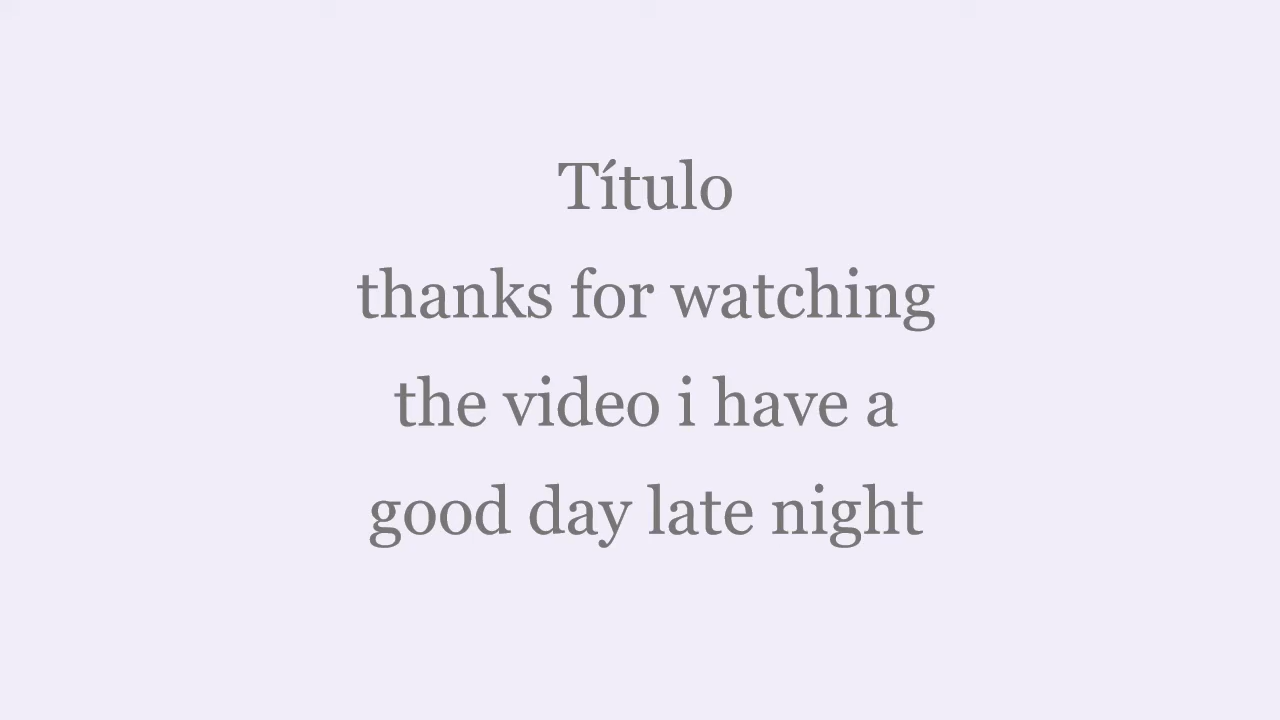 Título
thanks for watching
the video i have a
good day late night